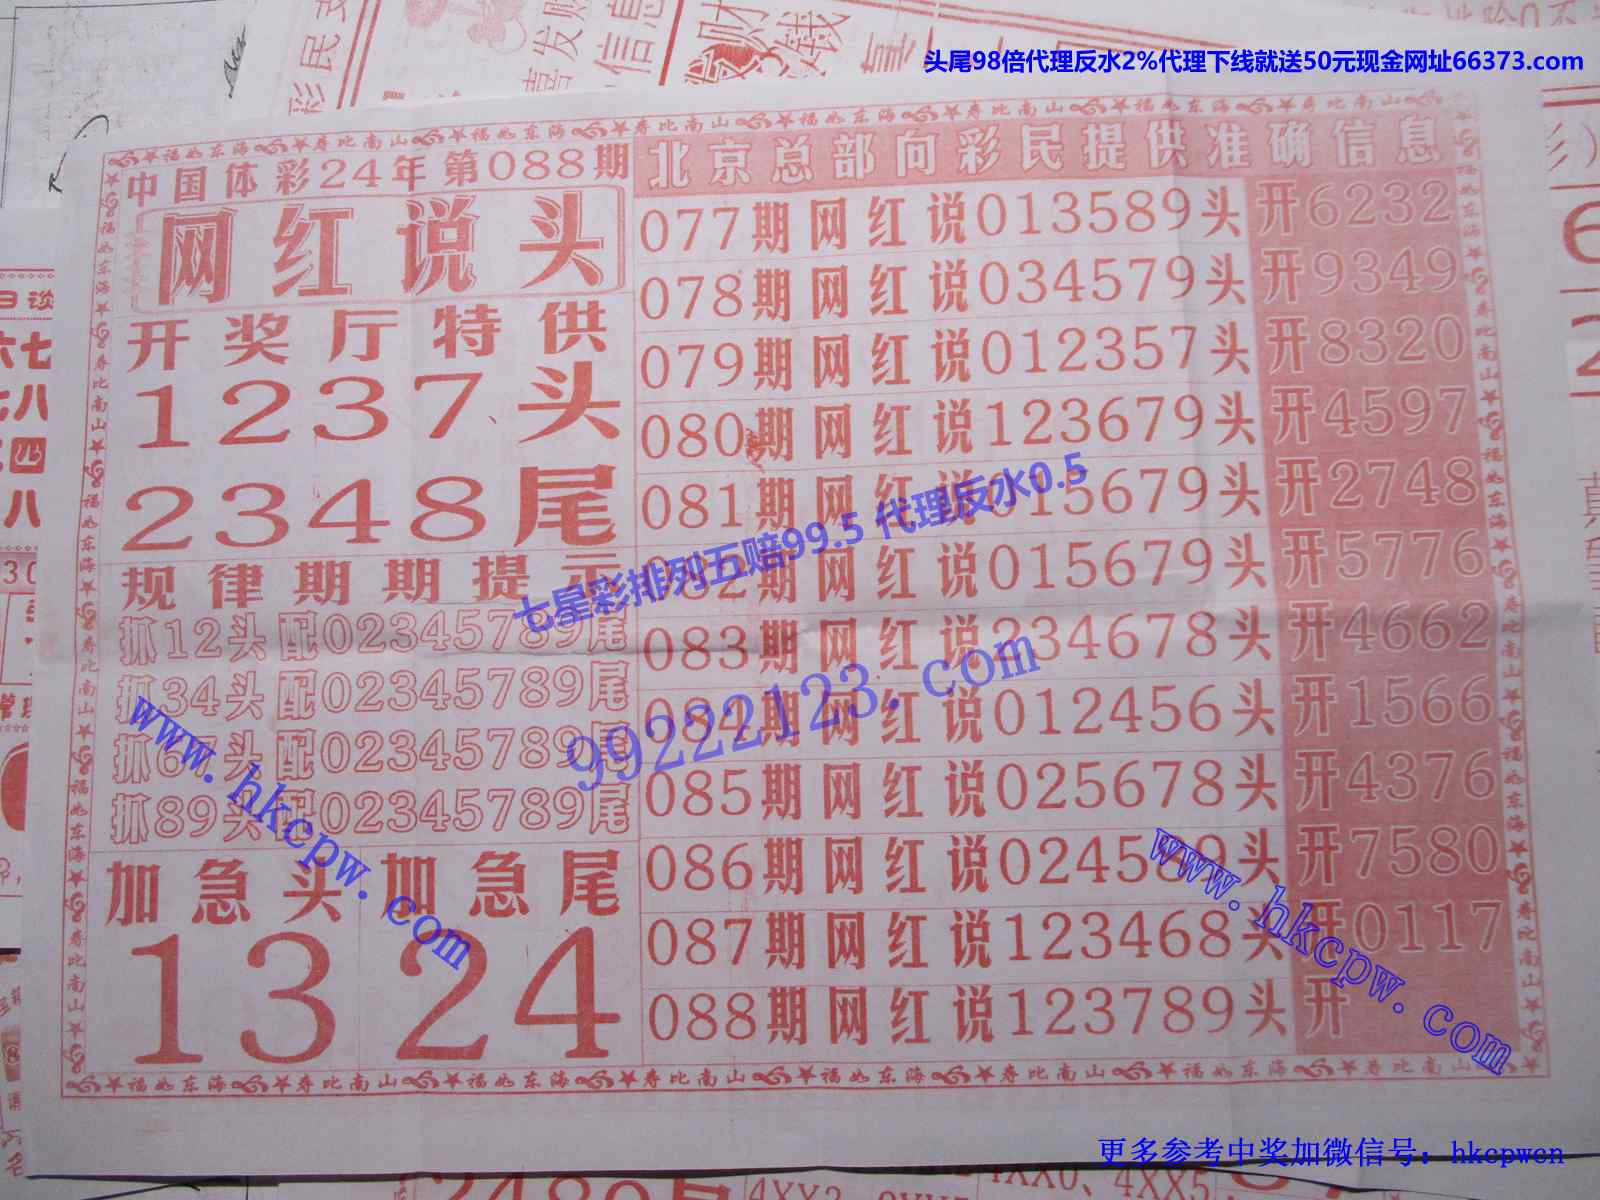 头尾98倍代理反水2%代理下线就送50元现金网址66373.com
彩民
喜发财
信息
中国体彩24年第088期
网红说头
开奖厅特供
1237头
2348尾
规律期期提示
抓12头配02345789尾
抓34头配02345789尾
抓67头配02345789尾
抓89头配02345789尾
加急头 加急尾
13 24
北京总部向彩民提供准确信息
077期网红说013589头 开6232
078期网红说034579头 开9349
079期网红说012357头 开8320
080期网红说123679头 开4597
081期网红说015679头 开2748
082期网红说015679头 开5776
083期网红说234678头 开4662
084期网红说012456头 开1566
085期网红说025678头 开4376
086期网红说024589头 开7580
087期网红说123468头 开0117
088期网红说123789头 开
福如东海 寿比南山
七星彩排列五赔99.5 代理反水0.5
99222123.com
www.hkcpw.com
www.hkcpw.com
更多参考中奖加微信号：hkcpwcn